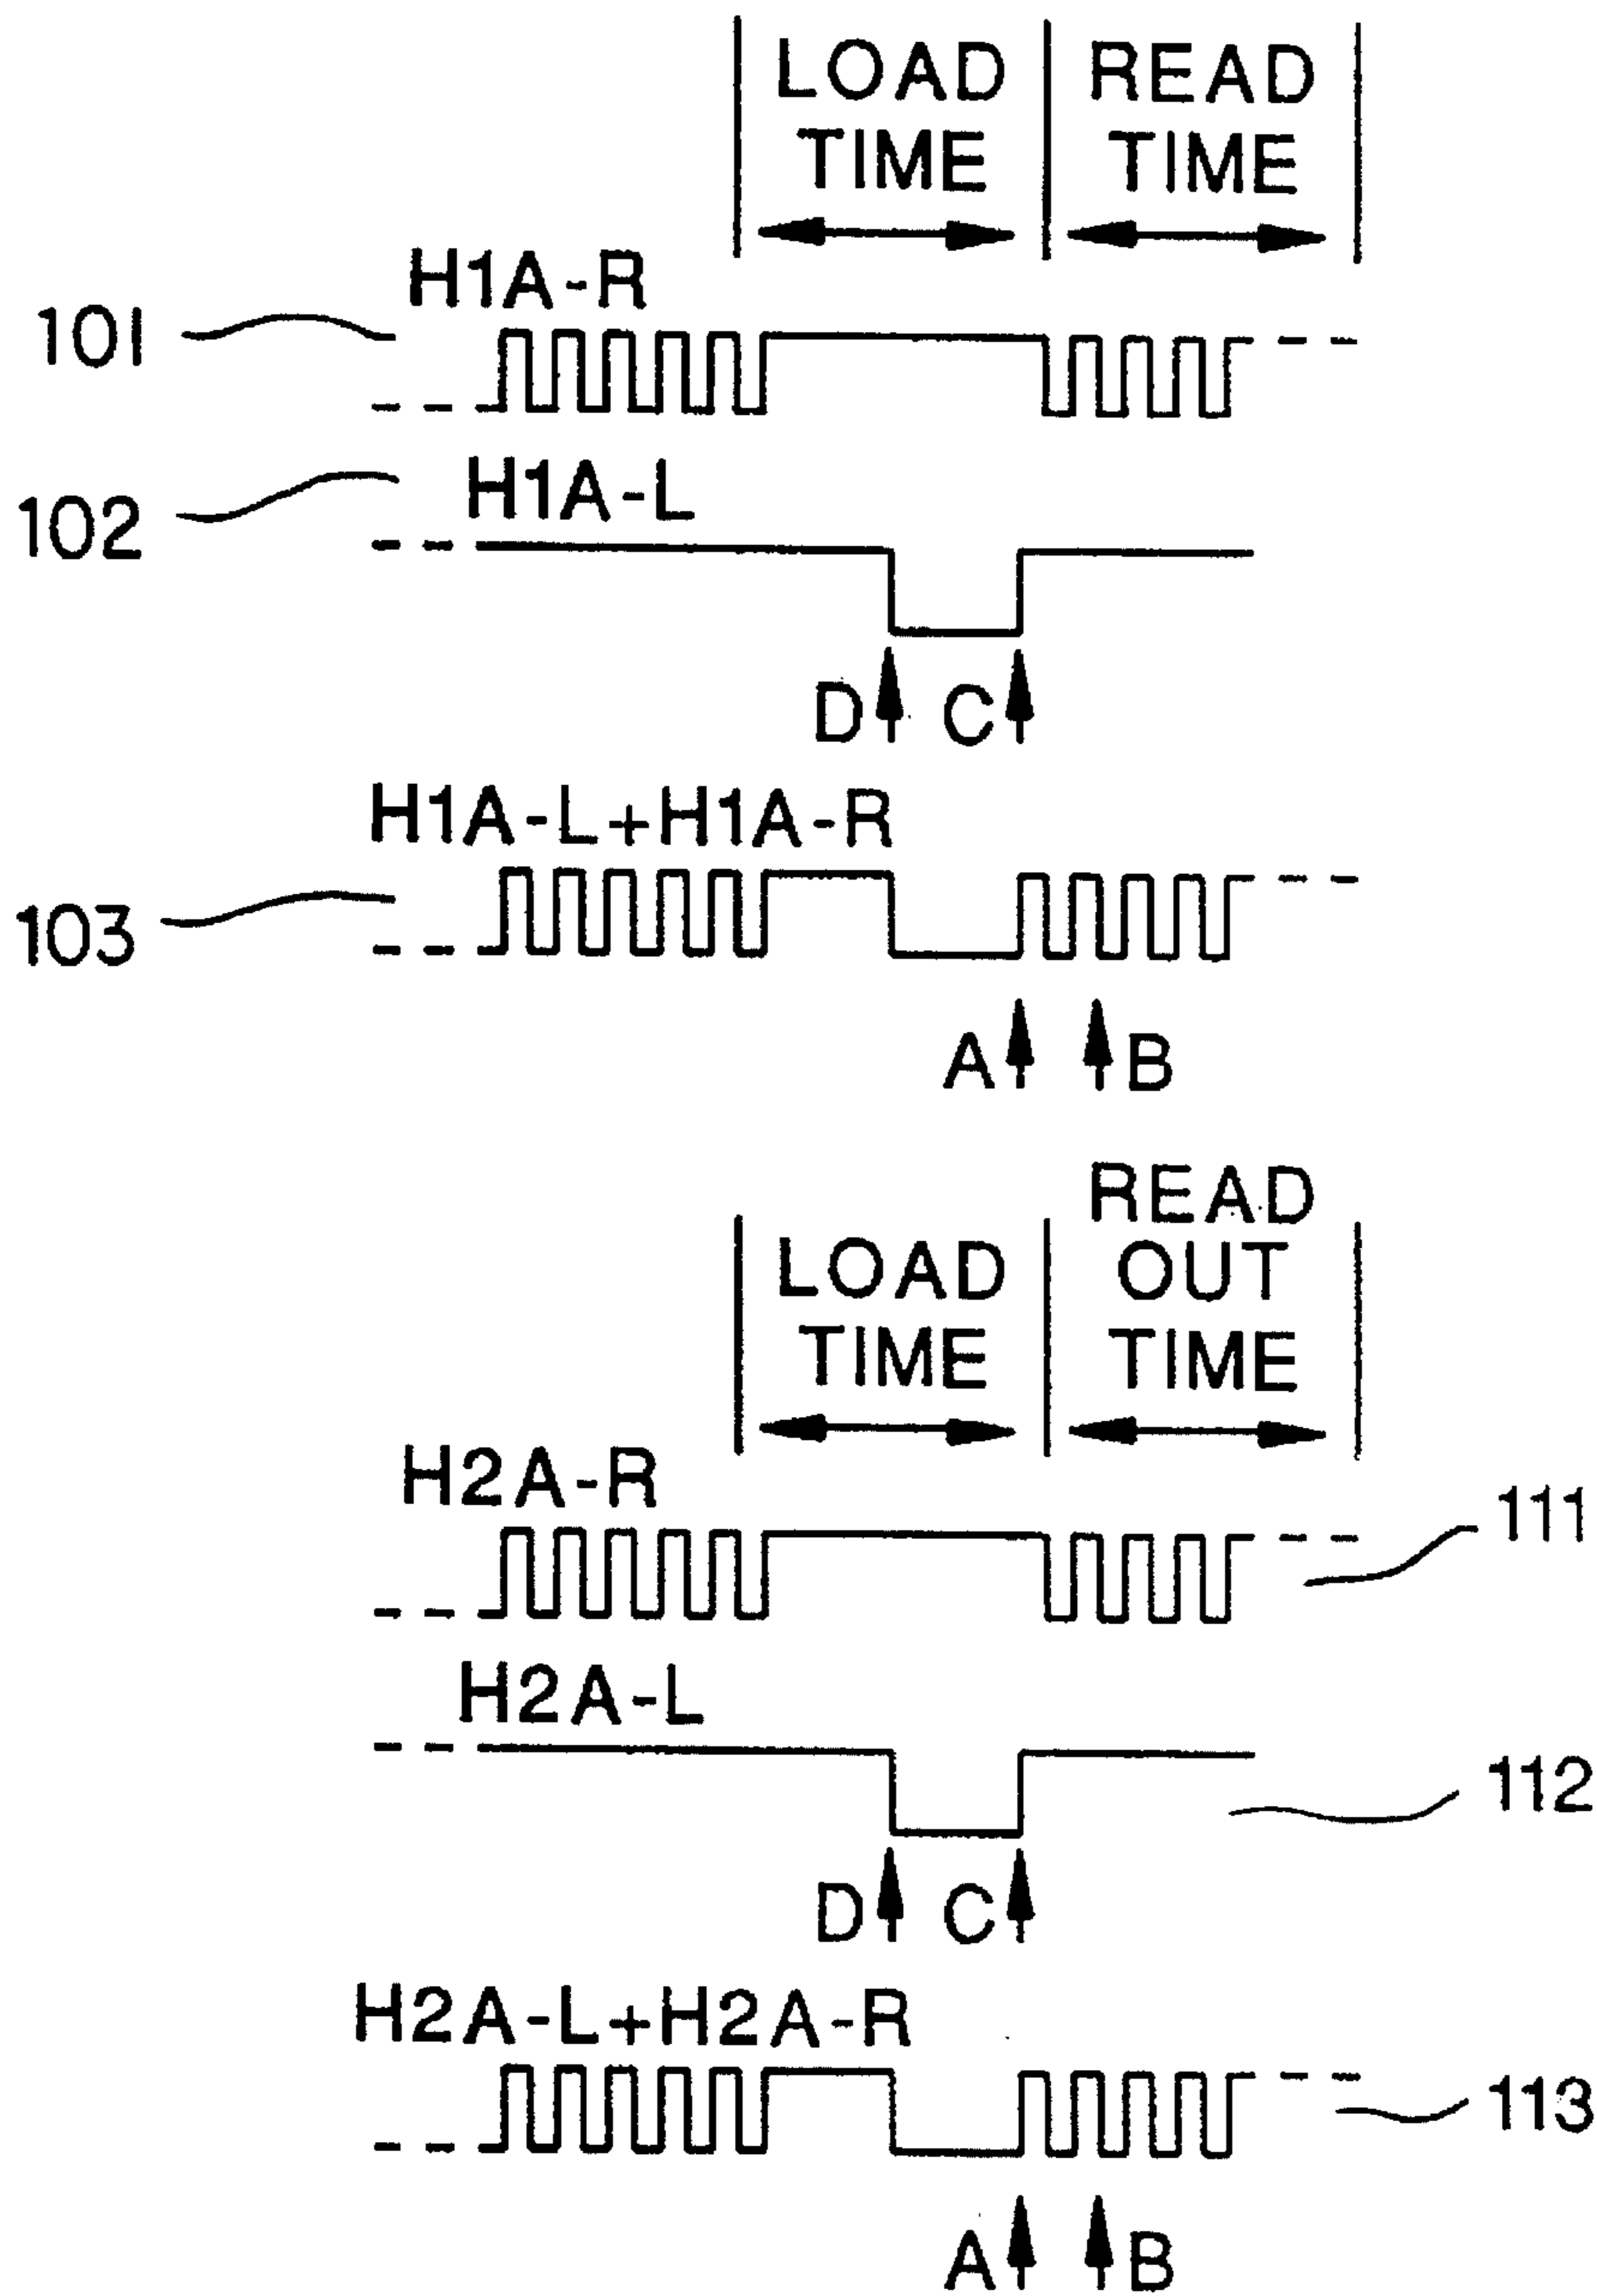 LOAD TIME
READ TIME
H1A-R
101
H1A-L
102
D
C
H1A-L+H1A-R
103
A
B
LOAD TIME
READ OUT TIME
H2A-R
111
H2A-L
112
D
C
H2A-L+H2A-R
113
A
B